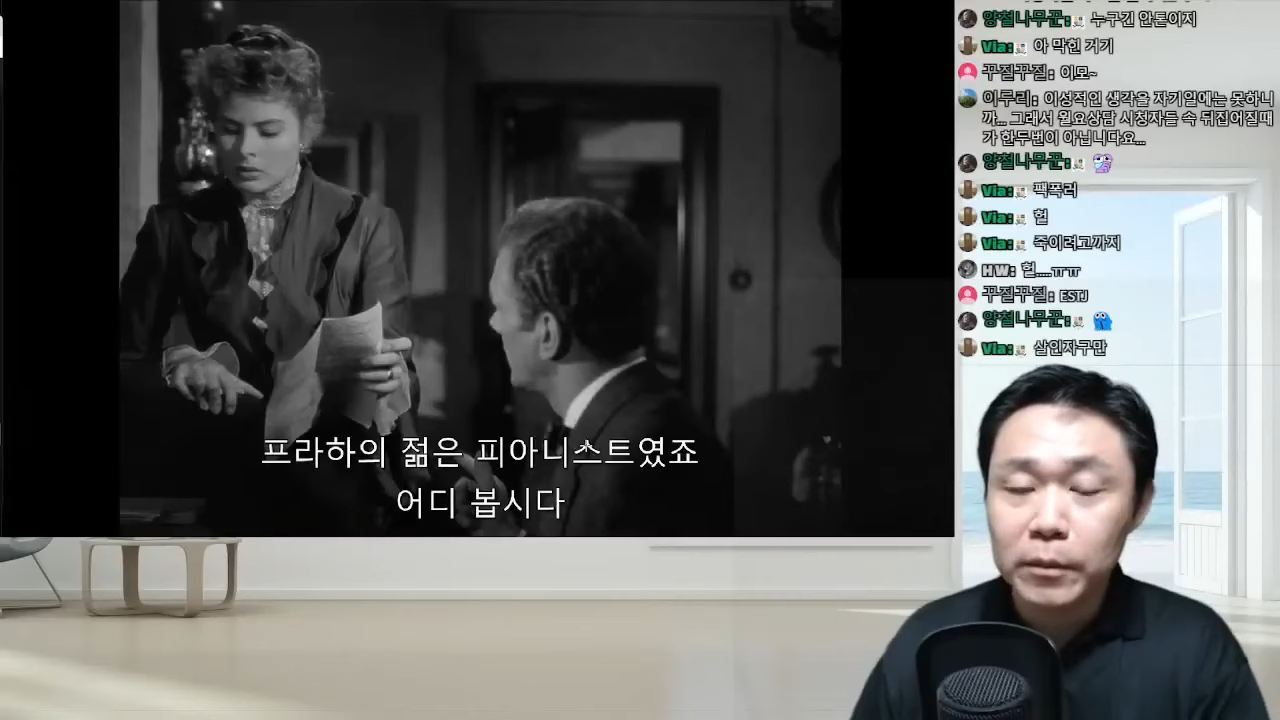 양철나무꾼: 누구긴 안톤이지
Via: 아 막힌 거기
꾸질꾸질: 이모~
이루리: 이성적인 생각을 자기일에는 못하니
까... 그래서 월요상담 시청자들 속 뒤집어질때
가 한두번이 아닙니다요...
양철나무꾼:
Via: 팩폭러
Via: 헐
Via: 죽이려고까지
HW: 헐....ㅠㅠ
꾸질꾸질: ESTJ
양철나무꾼:
Via: 살인자구만
프라하의 젊은 피아니스트였죠
어디 봅시다